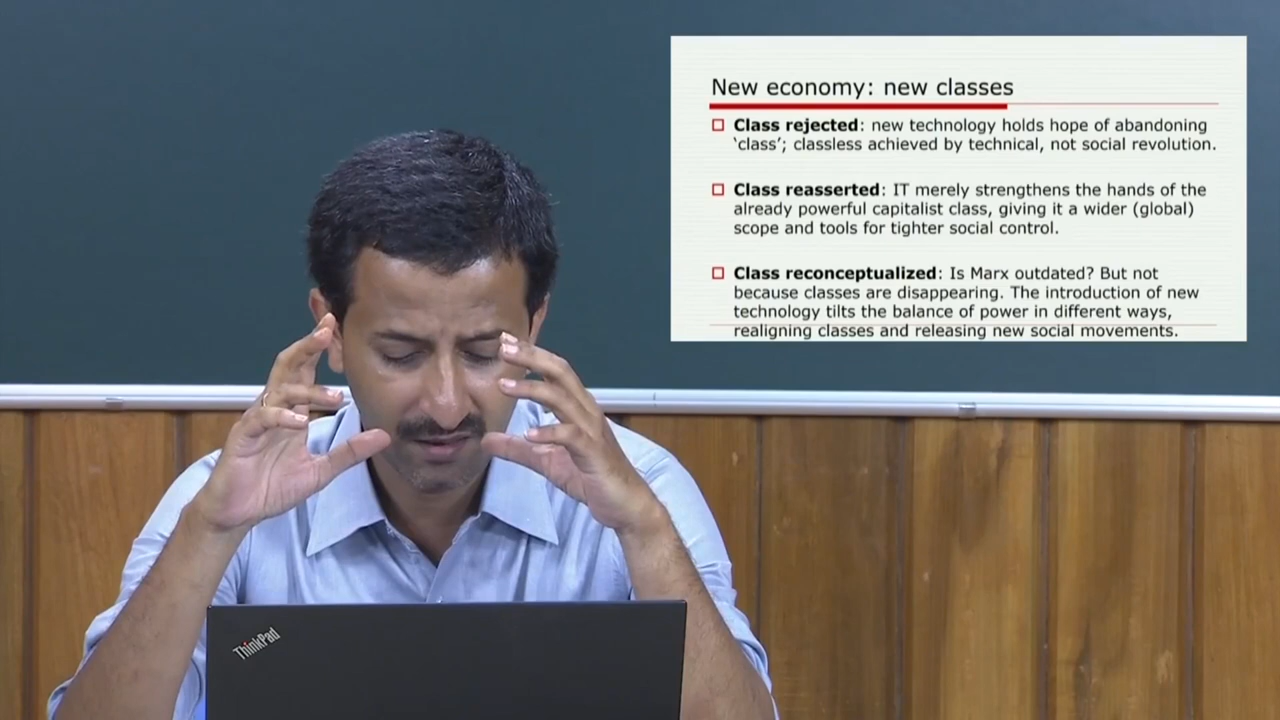 New economy: new classes
Class rejected: new technology holds hope of abandoning
‘class’; classless achieved by technical, not social revolution.
Class reasserted: IT merely strengthens the hands of the
already powerful capitalist class, giving it a wider (global)
scope and tools for tighter social control.
Class reconceptualized: Is Marx outdated? But not
because classes are disappearing. The introduction of new
technology tilts the balance of power in different ways,
realigning classes and releasing new social movements.
ThinkPad